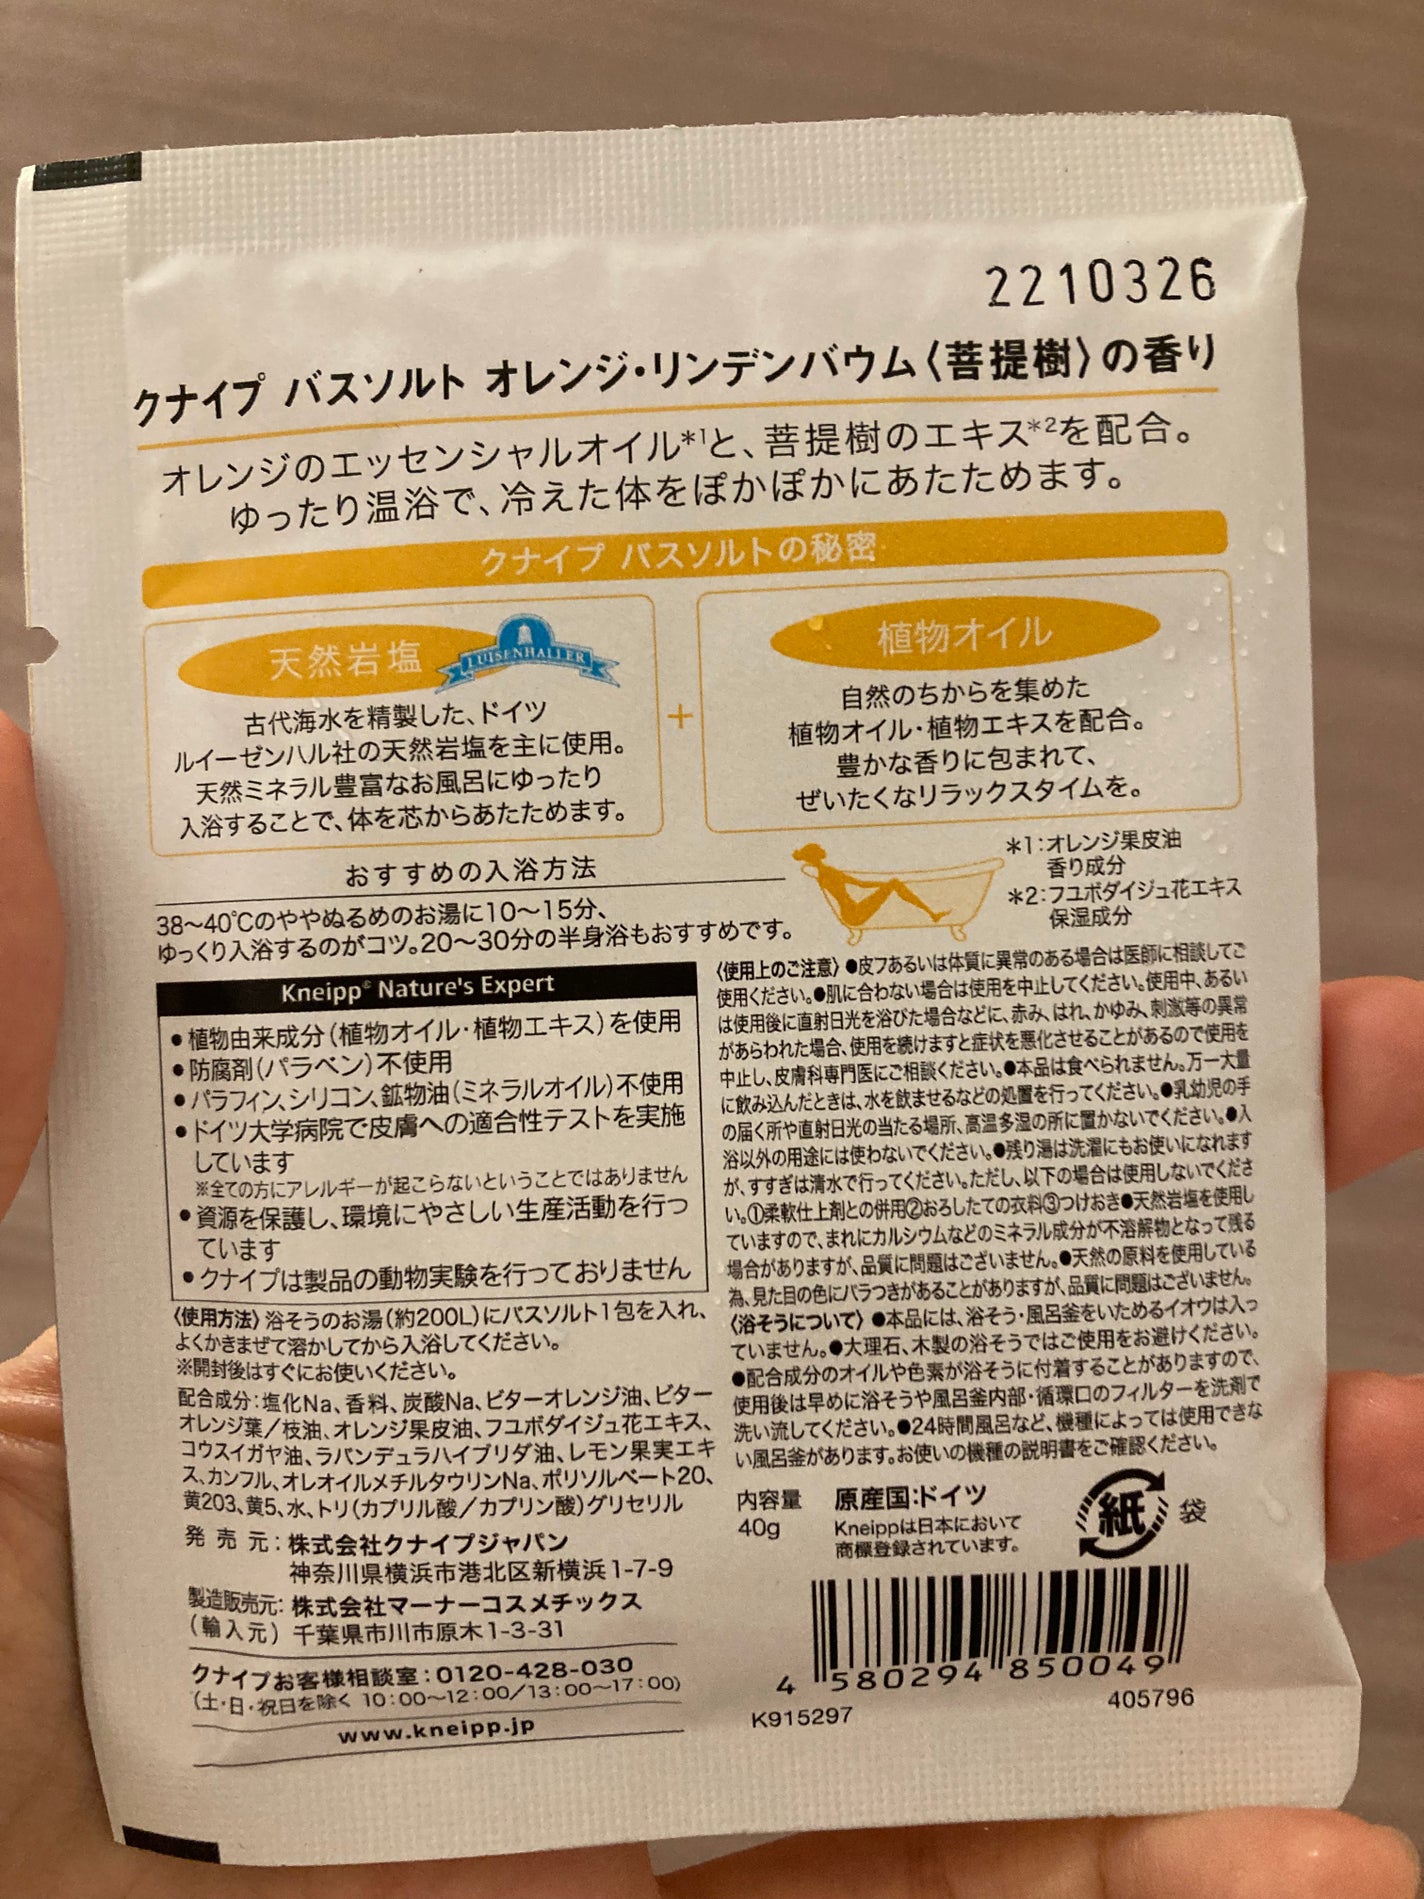 2210326
クナイプ バスソルト オレンジ・リンデンバウム〈菩提樹〉の香り
オレンジのエッセンシャルオイル*1と、菩提樹のエキス*2を配合。
ゆったり温浴で、冷えた体をぽかぽかにあたためます。
クナイプ バスソルトの秘密
天然岩塩
LUISENHALLER
古代海水を精製した、ドイツ
ルイーゼンハル社の天然岩塩を主に使用。
天然ミネラル豊富なお風呂にゆったり
入浴することで、体を芯からあたためます。
+
植物オイル
自然のちからを集めた
植物オイル・植物エキスを配合。
豊かな香りに包まれて、
ぜいたくなリラックスタイムを。
*1:オレンジ果皮油
香り成分
*2:フユボダイジュ花エキス
保湿成分
おすすめの入浴方法
38〜40℃のややぬるめのお湯に10〜15分、
ゆっくり入浴するのがコツ。20〜30分の半身浴もおすすめです。
Kneipp® Nature's Expert
●植物由来成分(植物オイル・植物エキス)を使用
●防腐剤(パラベン)不使用
●パラフィン、シリコン、鉱物油(ミネラルオイル)不使用
●ドイツ大学病院で皮膚への適合性テストを実施
しています
※全ての方にアレルギーが起こらないということではありません
●資源を保護し、環境にやさしい生産活動を行っ
ています
●クナイプは製品の動物実験を行っておりません
〈使用方法〉浴そうのお湯(約200L)にバスソルト1包を入れ、
よくかきまぜて溶かしてから入浴してください。
※開封後はすぐにお使いください。
配合成分:塩化Na、香料、炭酸Na、ビターオレンジ油、ビター
オレンジ葉/枝油、オレンジ果皮油、フユボダイジュ花エキス、
コウスイガヤ油、ラバンデュラハイブリダ油、レモン果実エキ
ス、カンフル、オレオイルメチルタウリンNa、ポリソルベート20、
黄203、黄5、水、トリ(カプリル酸/カプリン酸)グリセリル
発売元:株式会社クナイプジャパン
神奈川県横浜市港北区新横浜1-7-9
製造販売元:株式会社マーナーコスメチックス
(輸入元)千葉県市川市原木1-3-31
クナイプお客様相談室:0120-428-030
(土・日・祝日を除く 10:00〜12:00/13:00〜17:00)
www.kneipp.jp
〈使用上のご注意〉●皮フあるいは体質に異常のある場合は医師に相談してご
使用ください。●肌に合わない場合は使用を中止してください。使用中、あるい
は使用後に直射日光を浴びた場合などに、赤み、はれ、かゆみ、刺激等の異常
があらわれた場合、使用を続けますと症状を悪化させることがあるので使用を
中止し、皮膚科専門医にご相談ください。●本品は食べられません。万一大量
に飲み込んだときは、水を飲ませるなどの処置を行ってください。●乳幼児の手
の届く所や直射日光の当たる場所、高温多湿の所に置かないでください。●入
浴以外の用途には使わないでください。●残り湯は洗濯にもお使いになれます
が、すすぎは清水で行ってください。ただし、以下の場合は使用しないでくださ
い。①柔軟仕上剤との併用②おろしたての衣料③つけおき●天然岩塩を使用し
ていますので、まれにカルシウムなどのミネラル成分が不溶解物となって残る
場合がありますが、品質に問題はございません。●天然の原料を使用している
為、見た目の色にバラつきがあることがありますが、品質に問題はございません。
〈浴そうについて〉●本品には、浴そう・風呂釜をいためるイオウは入っ
ていません。●大理石、木製の浴そうではご使用をお避けください。
●配合成分のオイルや色素が浴そうに付着することがありますので、
使用後は早めに浴そうや風呂釜内部・循環口のフィルターを洗剤で
洗い流してください。●24時間風呂など、機種によっては使用できな
い風呂釜があります。お使いの機種の説明書をご確認ください。
内容量
40g
原産国:ドイツ
Kneippは日本において
商標登録されています。
紙
袋
4 580294 850049
K915297
405796